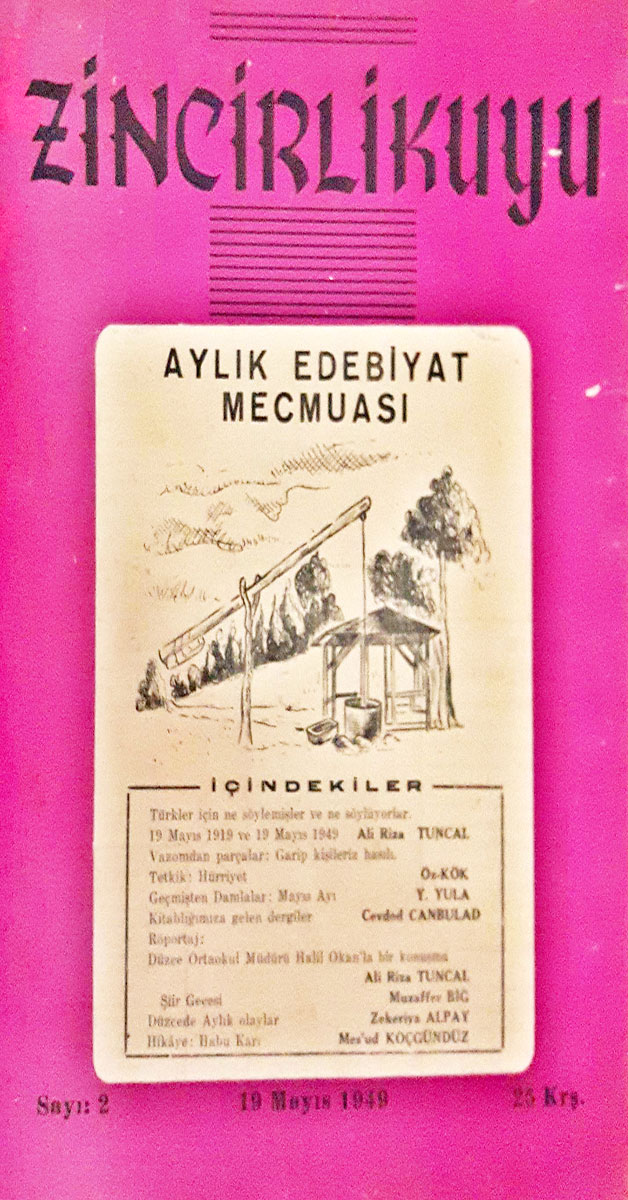 ZİNCİRLİKUYU
AYLIK EDEBİYAT
MECMUASI
İÇİNDEKİLER
Türkler için ne söylemişler ve ne söylüyorlar.
19 Mayıs 1919 ve 19 Mayıs 1949 Ali Riza TUNCAL
Vazomdan parçalar: Garip kişileriz hasılı.
Tetkik: Hürriyet Öz-KÖK
Geçmişten Damlalar: Mayıs Ayı Y. YULA
Kitablığımıza gelen dergiler Cevded CANBULAD
Röportaj:
Düzce Ortaokul Müdürü Halil Okan'la bir konuşma
Ali Riza TUNCAL
Şiir Gecesi Muzaffer BİG
Düzcede Aylık olaylar Zekeriya ALPAY
Hikâye: Habu Karı Mes'ud KOÇGÜNDÜZ
Sayı: 2 19 Mayıs 1949 25 Krş.